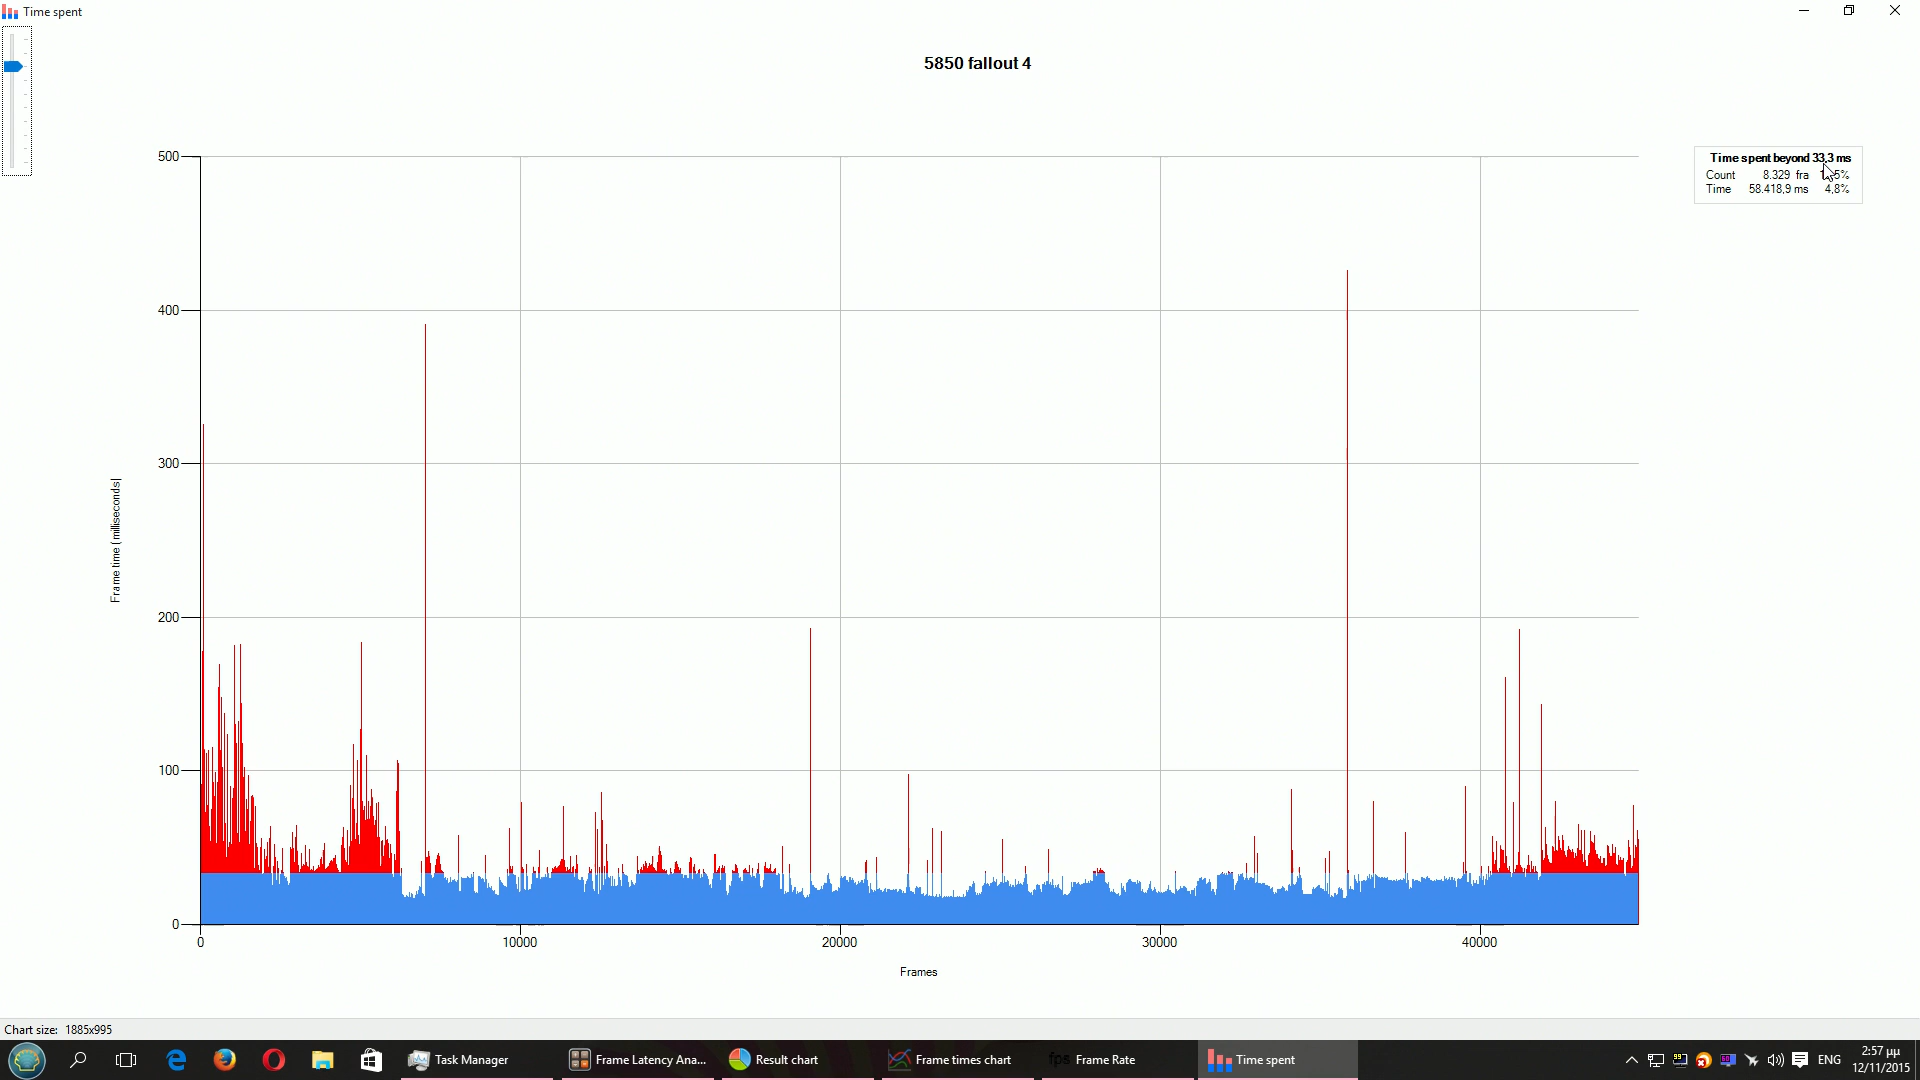 Time spent
5850 fallout 4
500
400
300
200
100
0
Frame time ( milliseconds)
0
10000
20000
30000
40000
Frames
Time spent beyond 33,3 ms
Count 8.329 fra
Time 58.418,9 ms 4,8%
Chart size: 1885x995
Task Manager
Frame Latency Ana...
Result chart
fps Frame Rate
Frame times chart
Time spent
ENG
2:57 μμ
12/11/2015